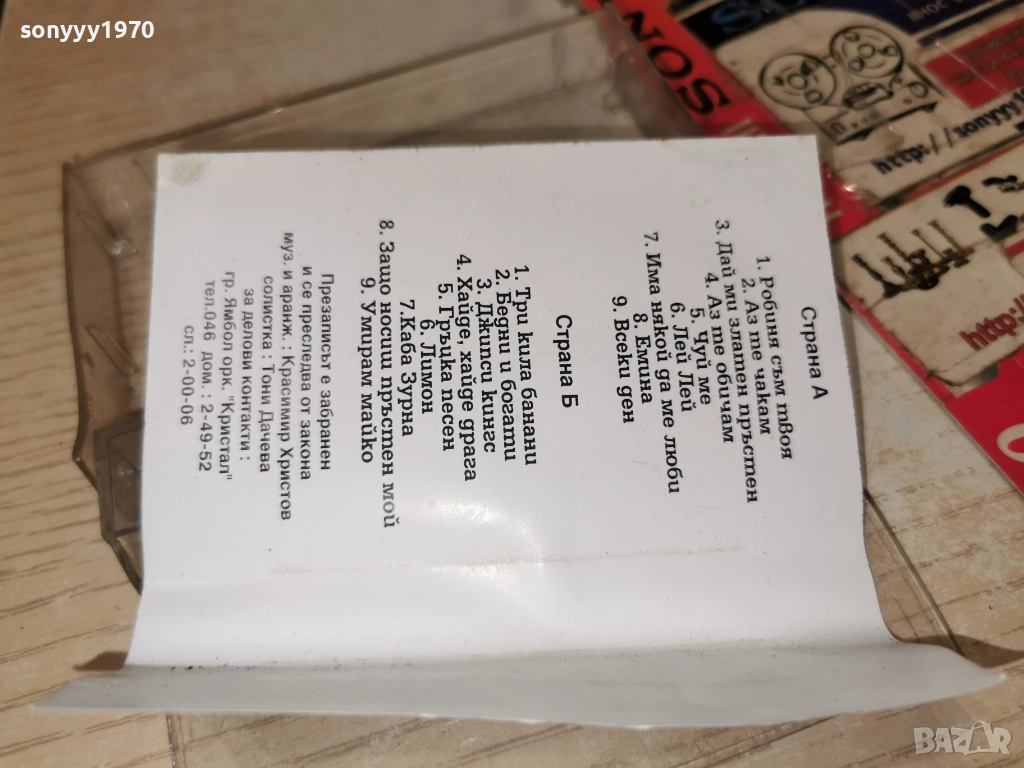 sonyyy1970
Страна А
1. Робиня съм твоя
2. Аз те чакам
3. Дай ми златен пръстен
4. Аз те обичам
5. Чуй ме
6. Лей Лей
7. Има някой да ме люби
8. Емина
9. Всеки ден
Страна Б
1. Три кила банани
2. Бедни и богати
3. Джипси кингс
4. Хайде, хайде драга
5. Гръцка песен
6. Лимон
7.Каба Зурна
8. Защо носиш пръстен мой
9. Умирам майко
Презаписът е забранен
и се преследва от закона
муз. и аранж. : Красимир Христов
солистка : Тони Дачева
за делови контакти :
гр. Ямбол орк. "Кристал"
тел.046 дом. : 2-49-52
сл.: 2-00-06
http://sonyy
http:/
BAZAR